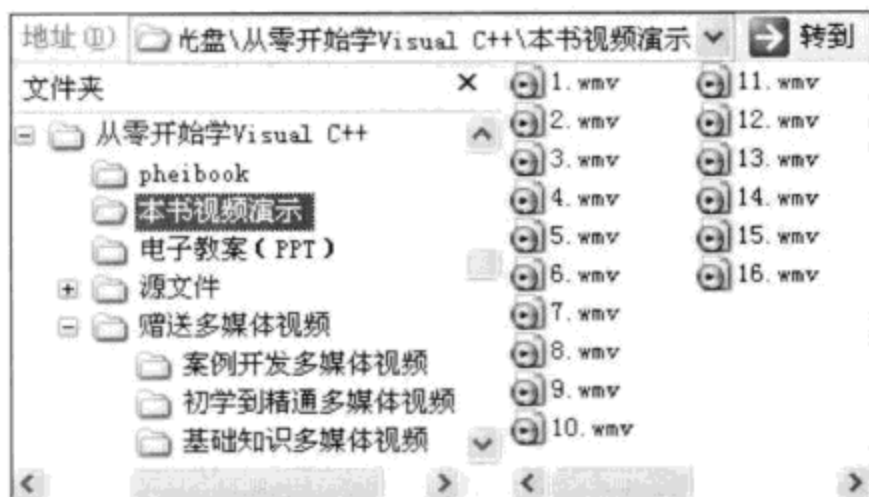 地址(D) 光盘\从零开始学Visual C++\本书视频演示 转到
文件夹
从零开始学Visual C++
pheibook
本书视频演示
电子教案(PPT)
源文件
赠送多媒体视频
案例开发多媒体视频
初学到精通多媒体视频
基础知识多媒体视频
1.wmv
2.wmv
3.wmv
4.wmv
5.wmv
6.wmv
7.wmv
8.wmv
9.wmv
10.wmv
11.wmv
12.wmv
13.wmv
14.wmv
15.wmv
16.wmv